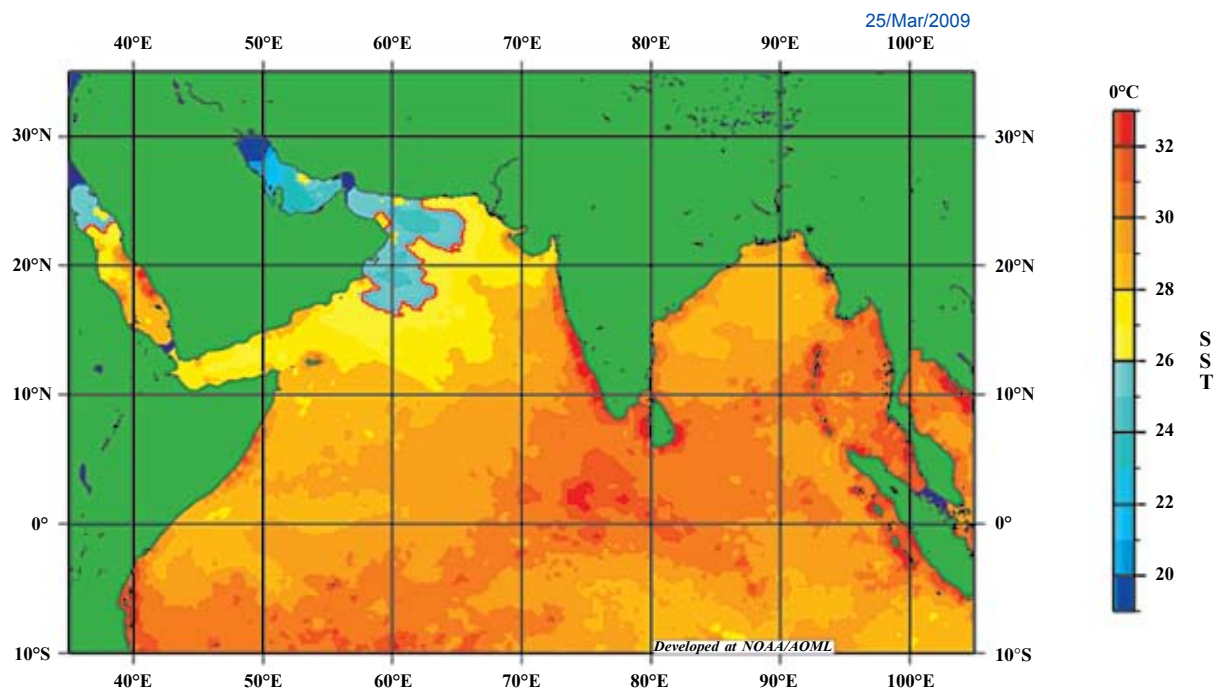 25/Mar/2009
40°E 50°E 60°E 70°E 80°E 90°E 100°E
0°C
30°N 30°N
20°N 20°N
10°N 10°N
0° 0°
10°S 10°S
32
30
28
26
24
22
20
S
S
T
Developed at NOAA/AOML
40°E 50°E 60°E 70°E 80°E 90°E 100°E